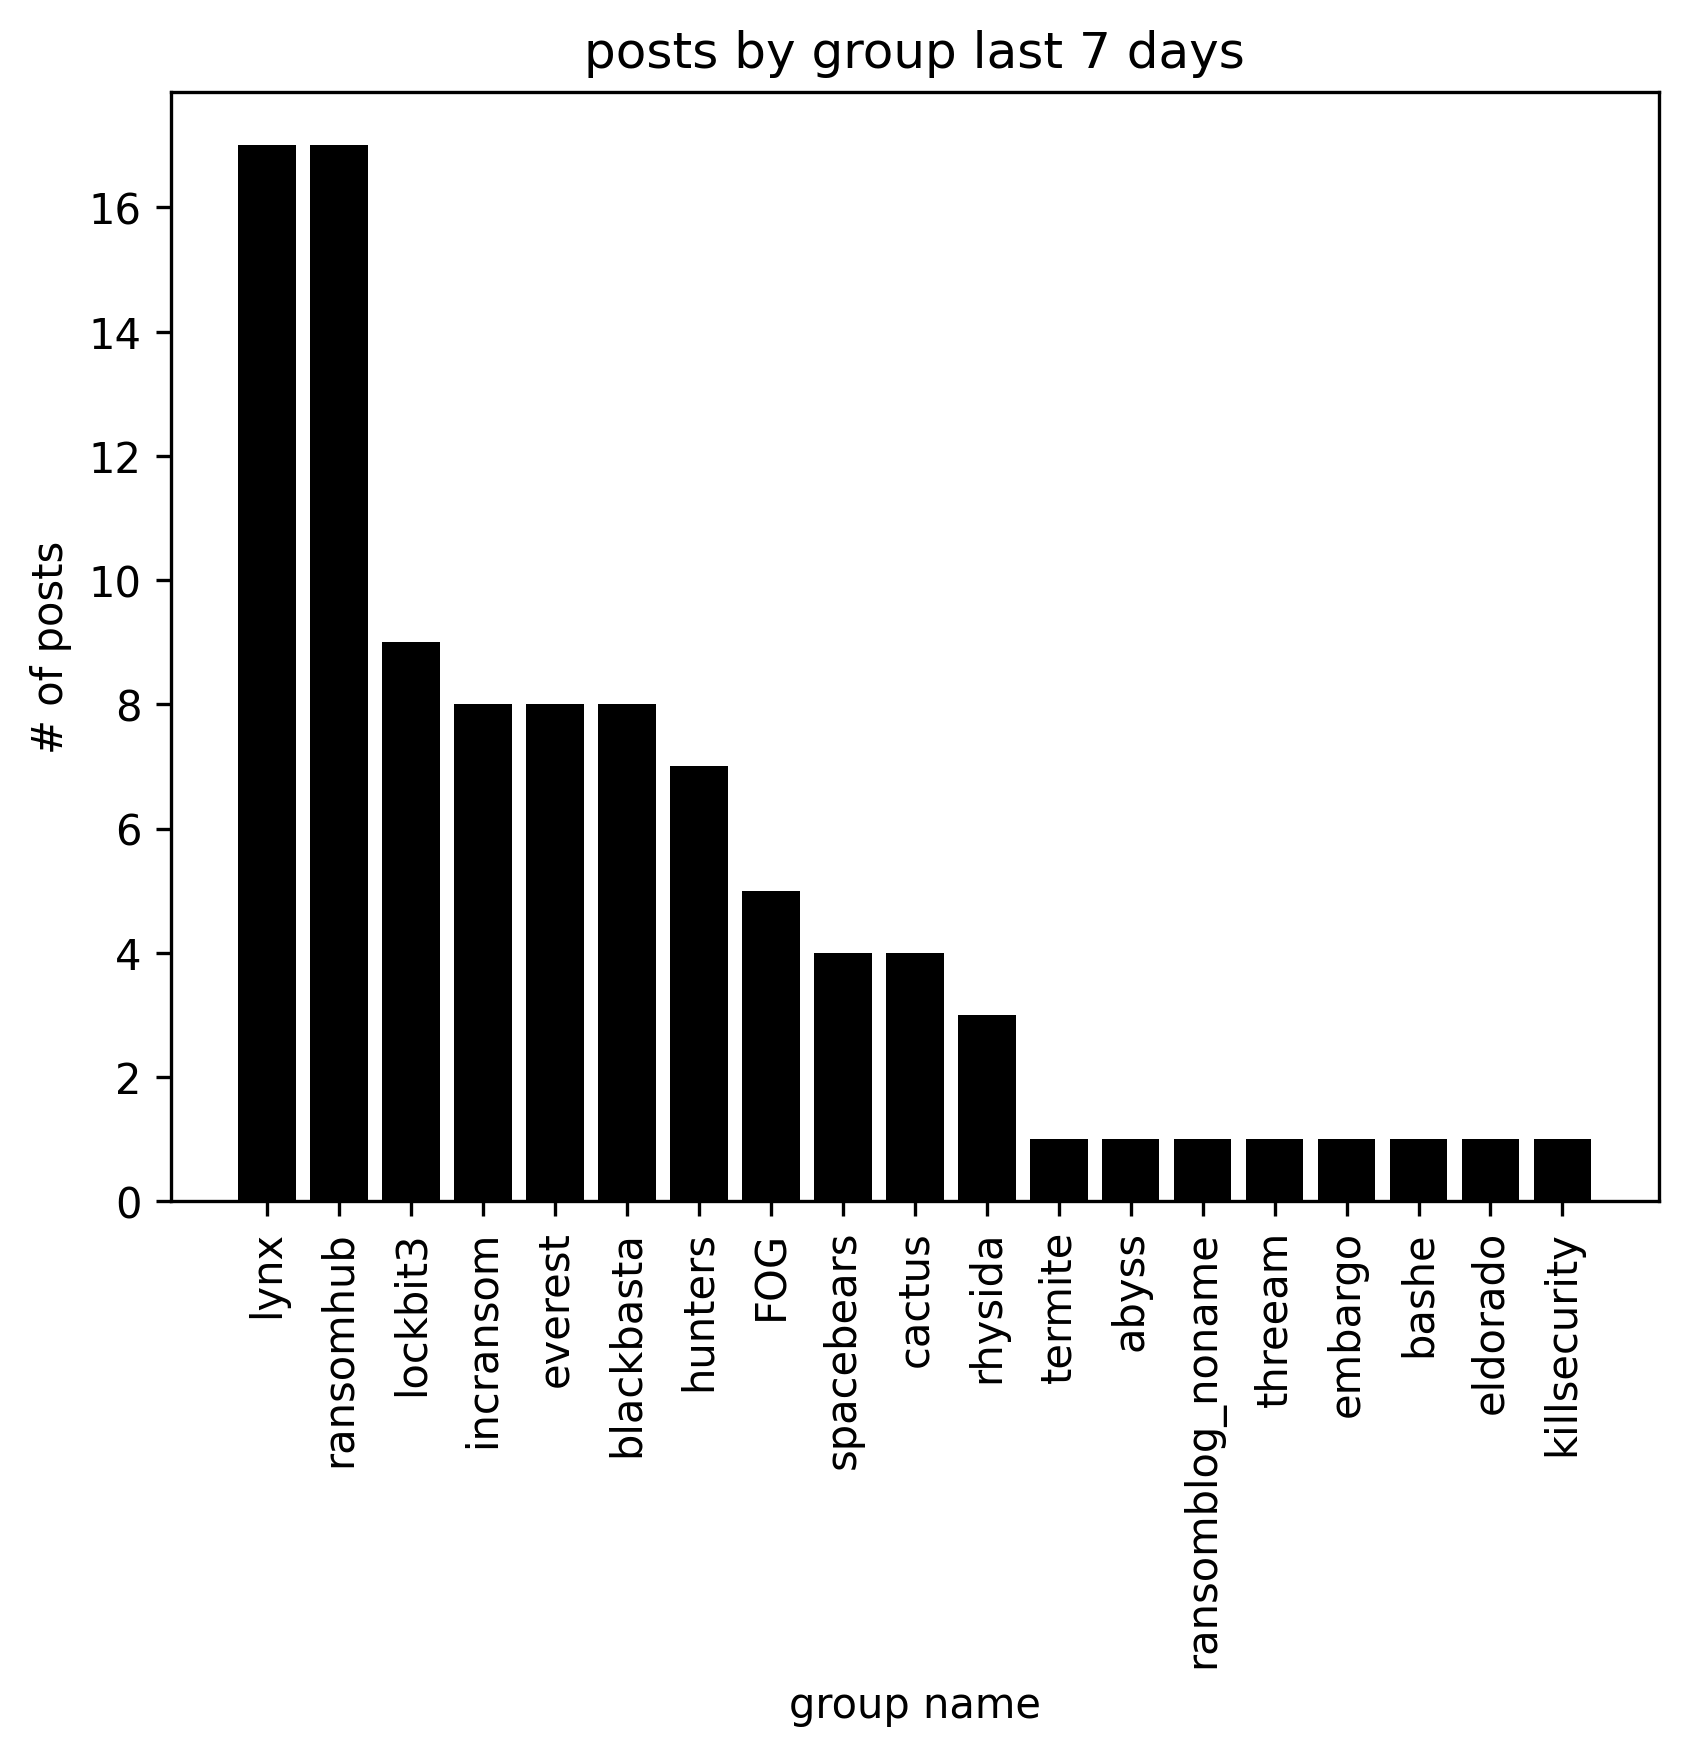 posts by group last 7 days
# of posts
16
14
12
10
8
6
4
2
0
lynx
ransomhub
lockbit3
incransom
everest
blackbasta
hunters
FOG
spacebears
cactus
rhysida
termite
abyss
ransomblog_noname
threeam
embargo
bashe
eldorado
killsecurity
group name